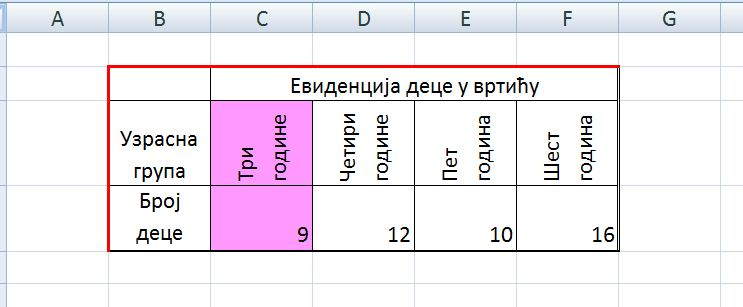 A B C D E F G
Евиденција деце у вртићу
Узрасна
група
Три
године
Четири
године
Пет
година
Шест
година
Број
деце
9 12 10 16